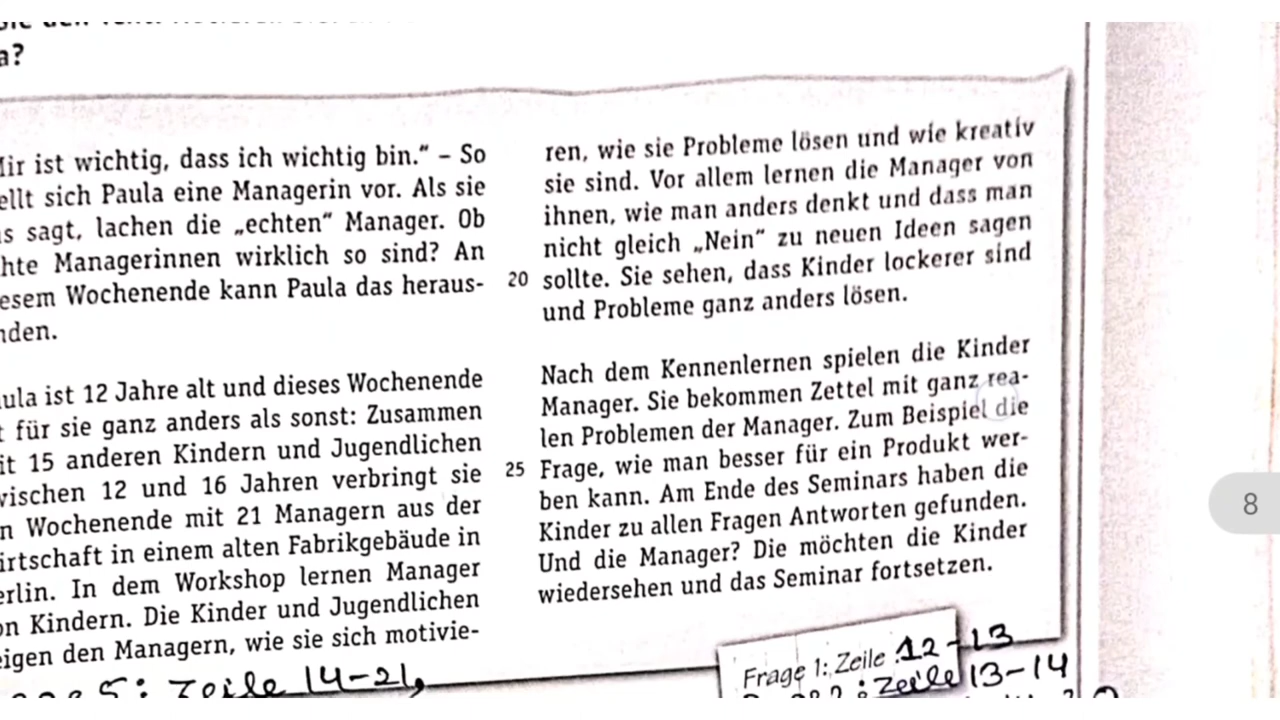 a?
ir ist wichtig, dass ich wichtig bin.“ – So
ellt sich Paula eine Managerin vor. Als sie
s sagt, lachen die „echten“ Manager. Ob
hte Managerinnen wirklich so sind? An
esem Wochenende kann Paula das heraus-
nden.
ula ist 12 Jahre alt und dieses Wochenende
t für sie ganz anders als sonst: Zusammen
it 15 anderen Kindern und Jugendlichen
wischen 12 und 16 Jahren verbringt sie
n Wochenende mit 21 Managern aus der
irtschaft in einem alten Fabrikgebäude in
erlin. In dem Workshop lernen Manager
on Kindern. Die Kinder und Jugendlichen
eigen den Managern, wie sie sich motivie-
ren, wie sie Probleme lösen und wie kreativ
sie sind. Vor allem lernen die Manager von
ihnen, wie man anders denkt und dass man
nicht gleich „Nein“ zu neuen Ideen sagen
20 sollte. Sie sehen, dass Kinder lockerer sind
und Probleme ganz anders lösen.
Nach dem Kennenlernen spielen die Kinder
Manager. Sie bekommen Zettel mit ganz rea-
len Problemen der Manager. Zum Beispiel die
25 Frage, wie man besser für ein Produkt wer-
ben kann. Am Ende des Seminars haben die
Kinder zu allen Fragen Antworten gefunden.
Und die Manager? Die möchten die Kinder
wiedersehen und das Seminar fortsetzen.
5: Zeile 14-21,
Frage 1: Zeile 12-13
2: Zeile 13-14
8